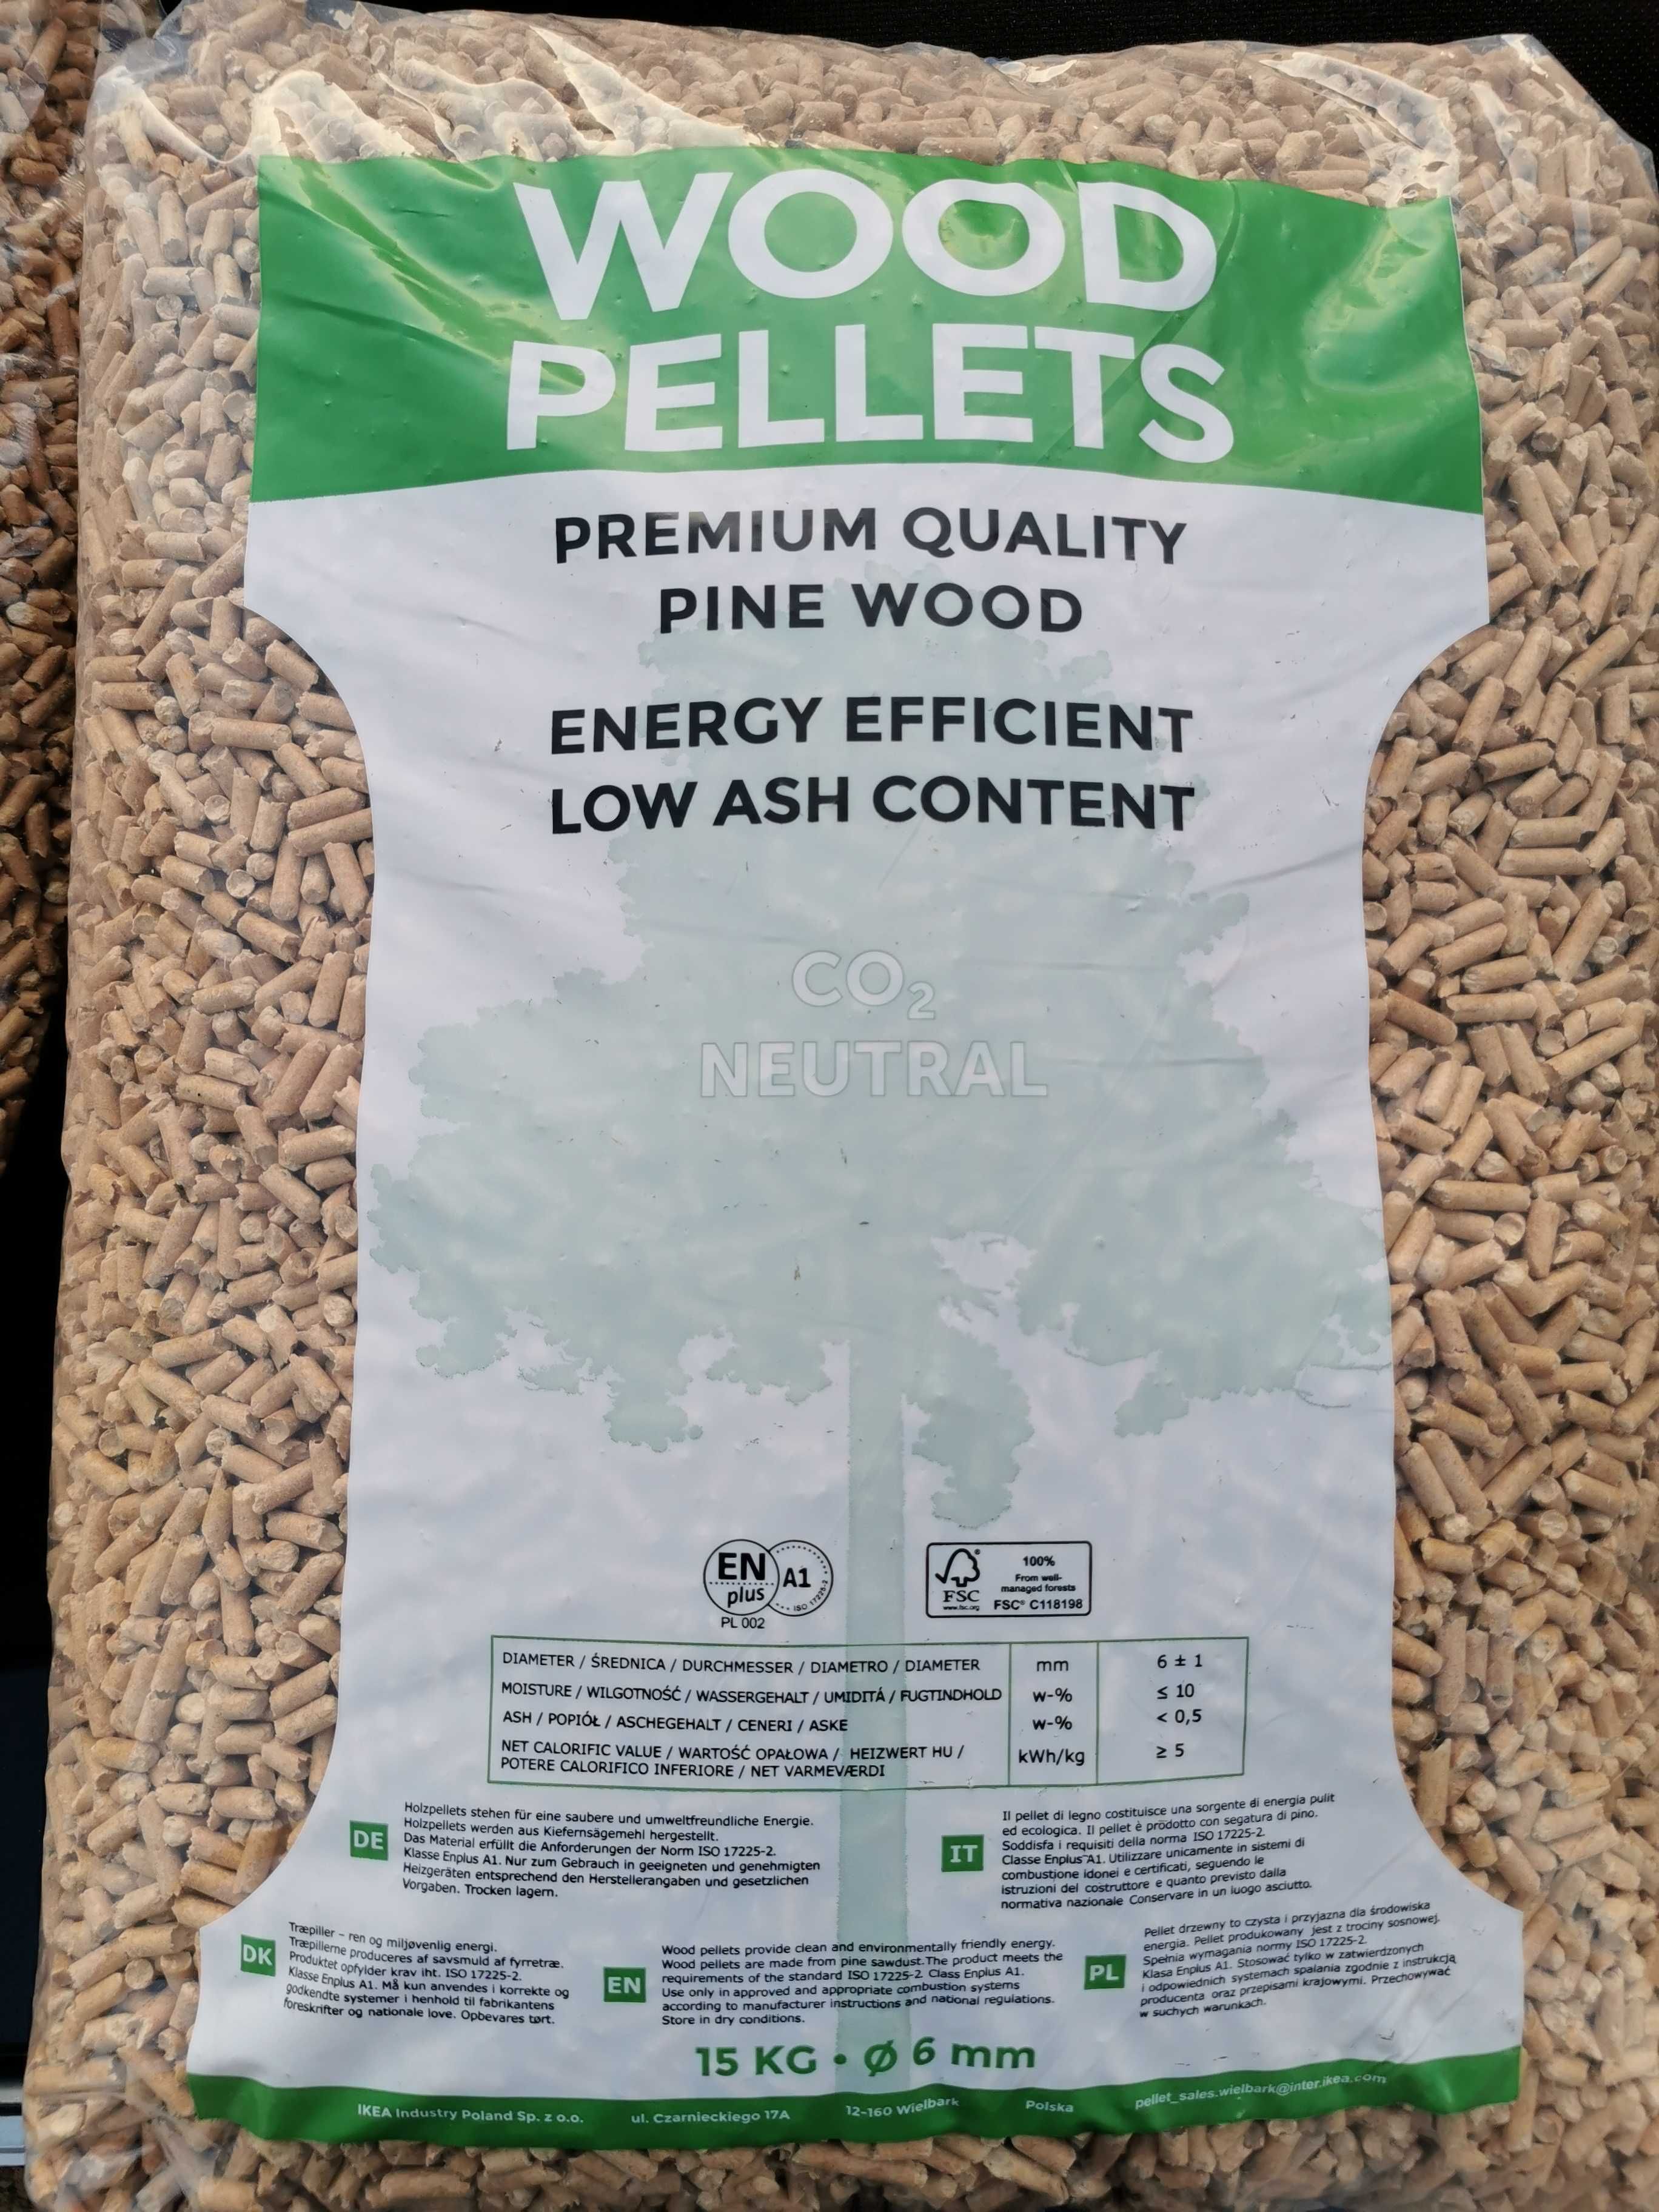 WOOD
PELLETS
PREMIUM QUALITY
PINE WOOD
ENERGY EFFICIENT
LOW ASH CONTENT
CO₂
NEUTRAL
EN
plus
A1
ISO 17225-2
PL 002
FSC
www.fsc.org
100%
From well-
managed forests
FSC® C118198
DIAMETER / ŚREDNICA / DURCHMESSER / DIAMETRO / DIAMETER mm 6 ± 1
MOISTURE / WILGOTNOŚĆ / WASSERGEHALT / UMIDITÁ / FUGTINDHOLD w-% ≤ 10
ASH / POPIÓŁ / ASCHEGEHALT / CENERI / ASKE w-% < 0,5
NET CALORIFIC VALUE / WARTOŚĆ OPAŁOWA / HEIZWERT HU / kWh/kg ≥ 5
POTERE CALORIFICO INFERIORE / NET VARMEVÆRDI
DE
Holzpellets stehen für eine saubere und umweltfreundliche Energie.
Holzpellets werden aus Kiefernsägemehl hergestellt.
Das Material erfüllt die Anforderungen der Norm ISO 17225-2.
Klasse Enplus A1. Nur zum Gebrauch in geeigneten und genehmigten
Heizgeräten entsprechend den Herstellerangaben und gesetzlichen
Vorgaben. Trocken lagern.
IT
Il pellet di legno costituisce una sorgente di energia pulit
ed ecologica. Il pellet è prodotto con segatura di pino.
Soddisfa i requisiti della norma ISO 17225-2.
Classe Enplus A1. Utilizzare unicamente in sistemi di
combustione idonei e certificati, seguendo le
istruzioni del costruttore e quanto previsto dalla
normativa nazionale Conservare in un luogo asciutto.
DK
Træpiller – ren og miljøvenlig energi.
Træpillerne produceres af savsmuld af fyrretræ.
Produktet opfylder krav iht. ISO 17225-2.
Klasse Enplus A1. Må kun anvendes i korrekte og
godkendte systemer i henhold til fabrikantens
foreskrifter og nationale love. Opbevares tørt.
EN
Wood pellets provide clean and environmentally friendly energy.
Wood pellets are made from pine sawdust.The product meets the
requirements of the standard ISO 17225-2 Class Enplus A1.
Use only in approved and appropriate combustion systems
according to manufacturer instructions and national regulations.
Store in dry conditions.
PL
Pellet drzewny to czysta i przyjazna dla środowiska
energia. Pellet produkowany jest z trociny sosnowej.
Spełnia wymagania normy ISO 17225-2.
Klasa Enplus A1. Stosować tylko w zatwierdzonych
i odpowiednich systemach spalania zgodnie z instrukcją
producenta oraz przepisami krajowymi. Przechowywać
w suchych warunkach.
15 KG • Ø 6 mm
IKEA Industry Poland Sp. z o.o. ul. Czarnieckiego 17A 12-160 Wielbark Polska pellet_sales.wielbark@inter.ikea.com